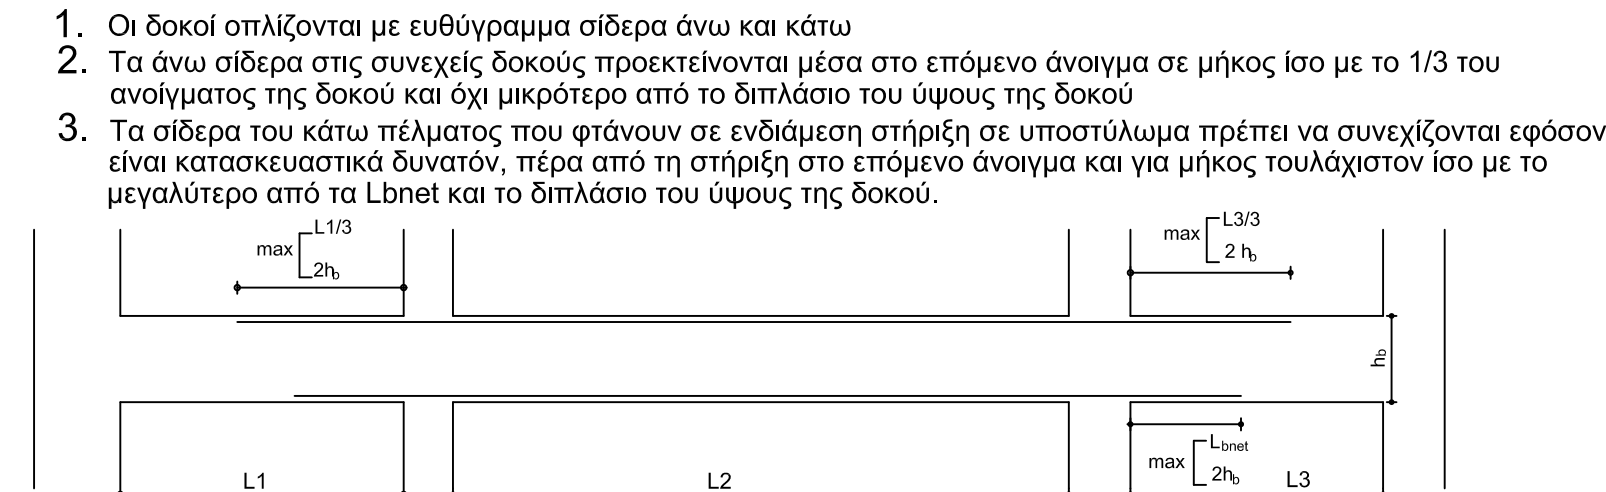 1. Οι δοκοί οπλίζονται με ευθύγραμμα σίδερα άνω και κάτω
2. Τα άνω σίδερα στις συνεχείς δοκούς προεκτείνονται μέσα στο επόμενο άνοιγμα σε μήκος ίσο με το 1/3 του
ανοίγματος της δοκού και όχι μικρότερο από το διπλάσιο του ύψους της δοκού
3. Τα σίδερα του κάτω πέλματος που φτάνουν σε ενδιάμεση στήριξη σε υποστύλωμα πρέπει να συνεχίζονται εφόσον
είναι κατασκευαστικά δυνατόν, πέρα από τη στήριξη στο επόμενο άνοιγμα και για μήκος τουλάχιστον ίσο με το
μεγαλύτερο από τα Lbnet και το διπλάσιο του ύψους της δοκού.
L1/3
max
2hb
L3/3
max
2 hb
hb
Lbnet
max
2hb
L1
L2
L3